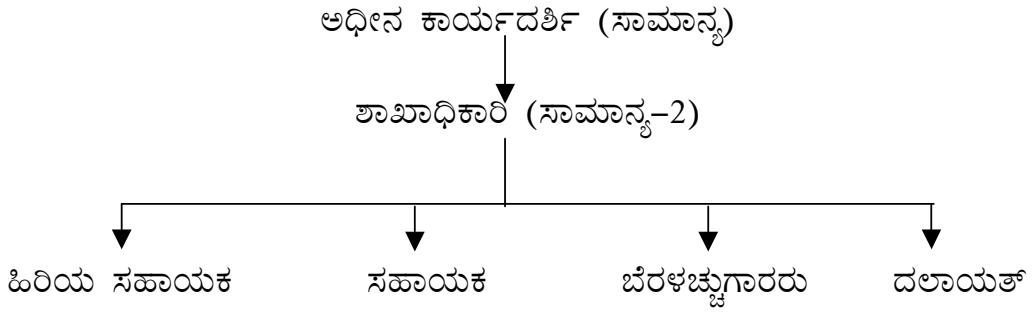 ಅಧೀನ ಕಾರ್ಯದರ್ಶಿ (ಸಾಮಾನ್ಯ)
ಶಾಖಾಧಿಕಾರಿ (ಸಾಮಾನ್ಯ-2)
ಹಿರಿಯ ಸಹಾಯಕ ಸಹಾಯಕ ಬೆರಳಚ್ಚುಗಾರರು ದಲಾಯತ್